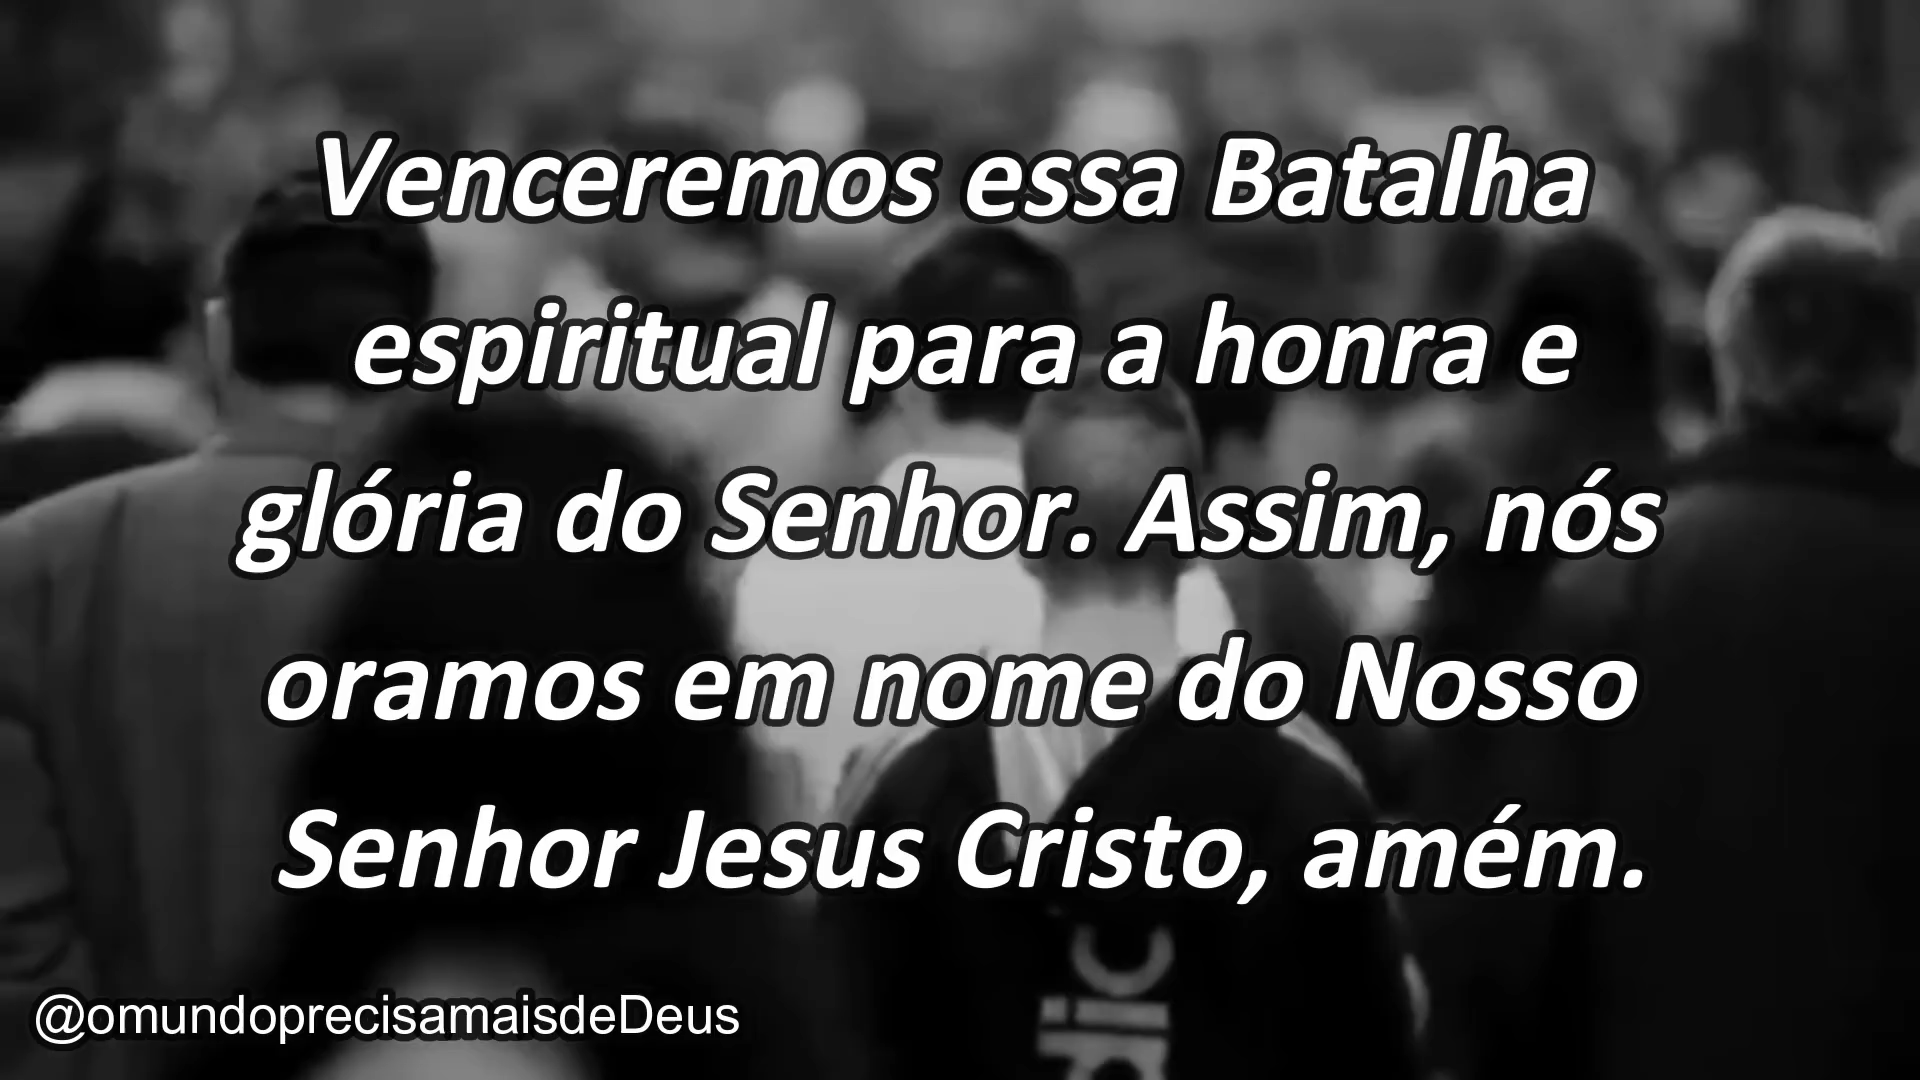 Venceremos essa Batalha
espiritual para a honra e
glória do Senhor. Assim, nós
oramos em nome do Nosso
Senhor Jesus Cristo, amém.
@omundoprecisamaisdeDeus